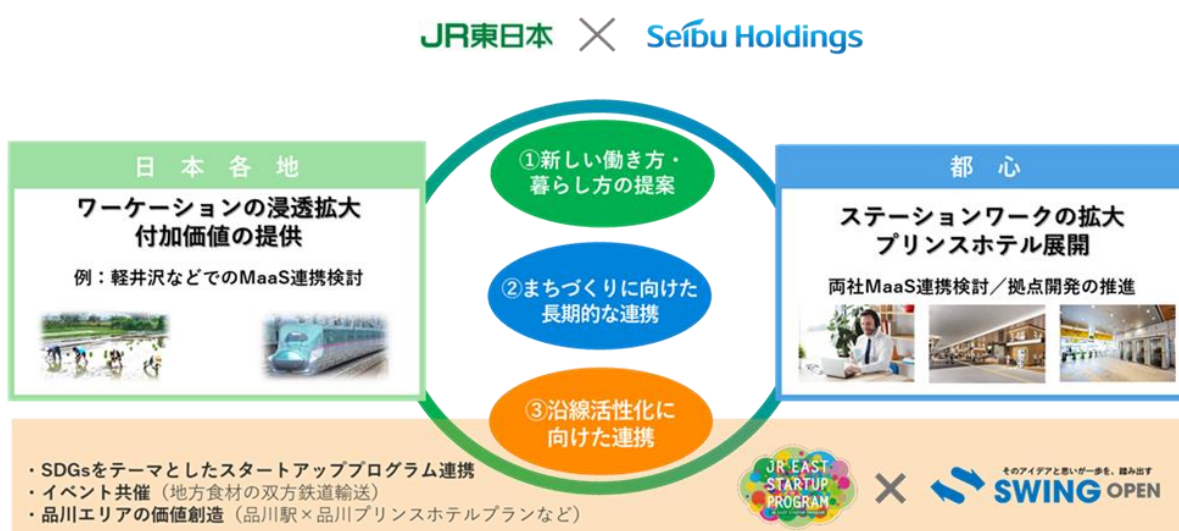 JR東日本 × Seibu Holdings
日本各地
ワーケーションの浸透拡大
付加価値の提供
例：軽井沢などでのMaaS連携検討
①新しい働き方・
暮らし方の提案
②まちづくりに向けた
長期的な連携
③沿線活性化に
向けた連携
都心
ステーションワークの拡大
プリンスホテル展開
両社MaaS連携検討／拠点開発の推進
・SDGsをテーマとしたスタートアッププログラム連携
・イベント共催（地方食材の双方鉄道輸送）
・品川エリアの価値創造（品川駅×品川プリンスホテルプランなど）
JR EAST
STARTUP
PROGRAM
×
そのアイデアと思いが一歩を、踏み出す
SWING OPEN